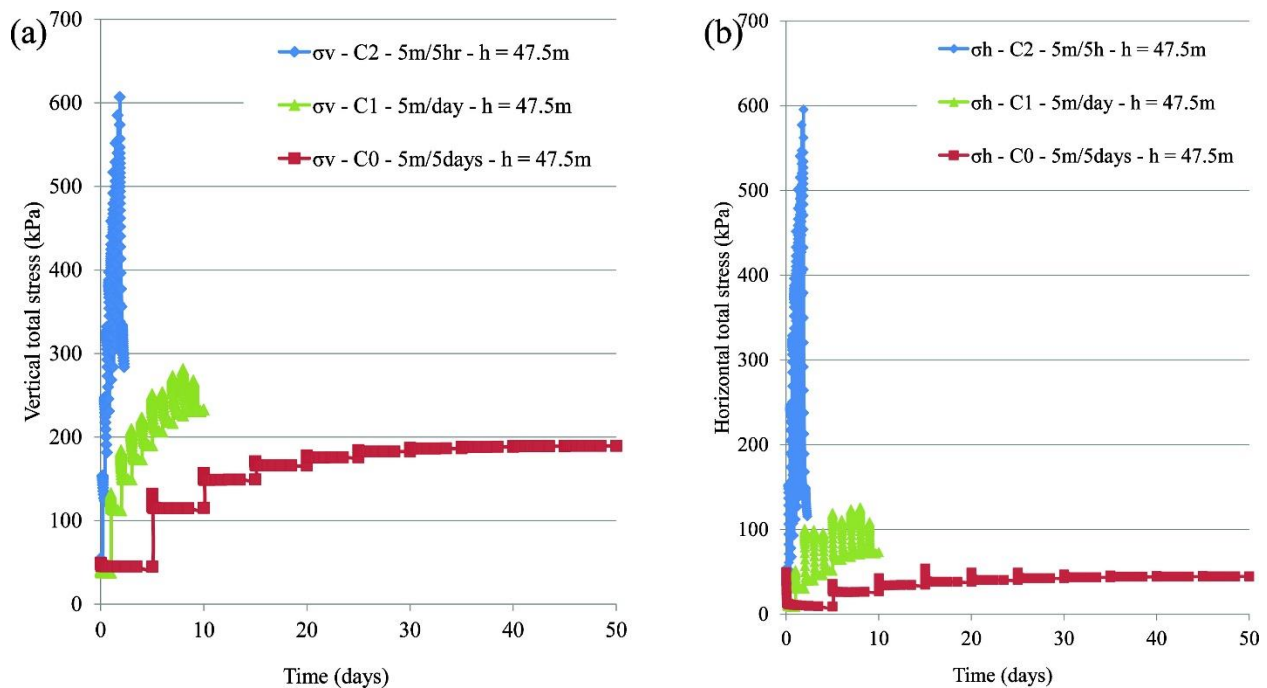 (a)
700
600
500
400
300
200
100
0
Vertical total stress (kPa)
σv - C2 - 5m/5hr - h = 47.5m
σv - C1 - 5m/day - h = 47.5m
σv - C0 - 5m/5days - h = 47.5m
0 10 20 30 40 50
Time (days)
(b)
700
600
500
400
300
200
100
0
Horizontal total stress (kPa)
σh - C2 - 5m/5h - h = 47.5m
σh - C1 - 5m/day - h = 47.5m
σh - C0 - 5m/5days - h = 47.5m
0 10 20 30 40 50
Time (days)